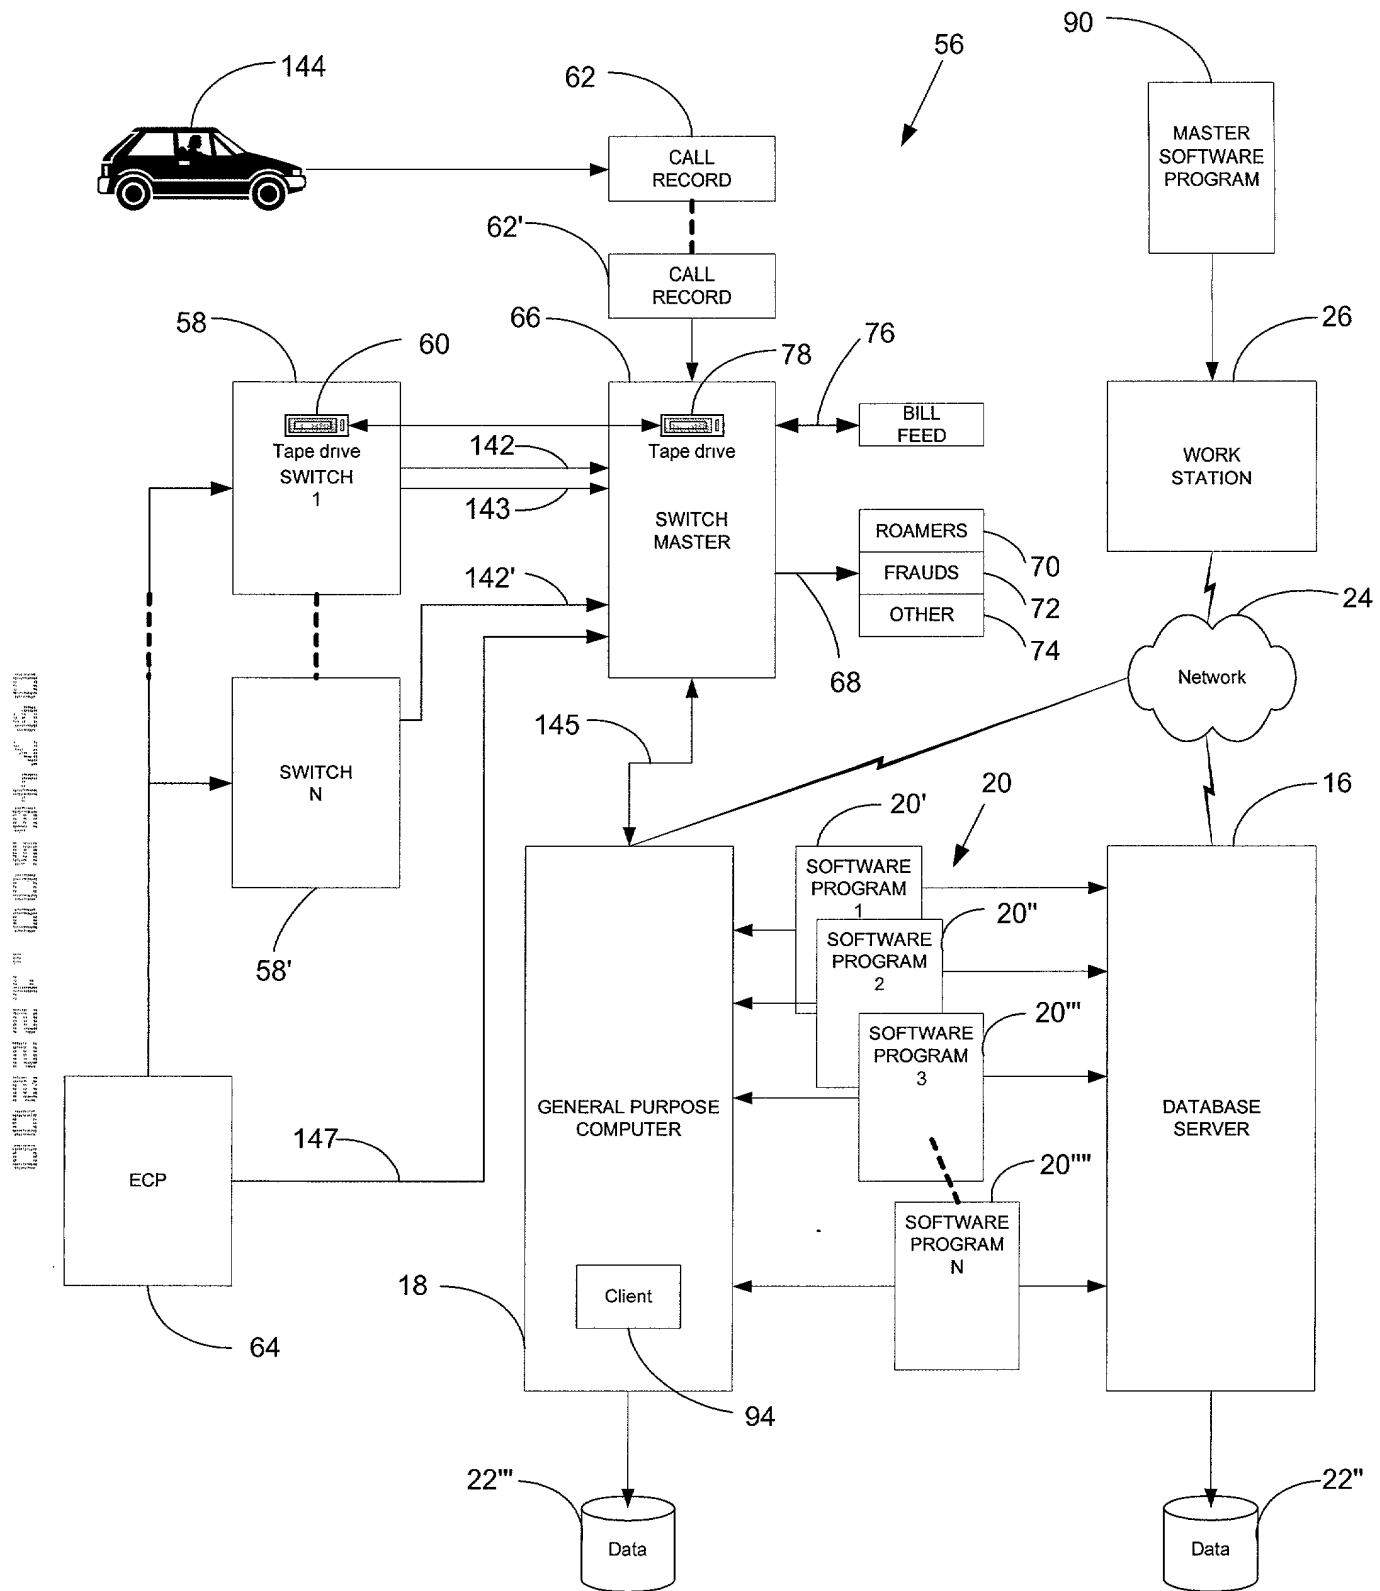 90
56
144
62
MASTER
SOFTWARE
PROGRAM
CALL
RECORD
62'
CALL
RECORD
58
60
66
78
76
26
Tape drive
SWITCH
1
142
143
Tape drive
SWITCH
MASTER
BILL
FEED
WORK
STATION
ROAMERS
70
FRAUDS
72
OTHER
74
68
142'
24
Network
145
SWITCH
N
58'
20'
20
16
SOFTWARE
PROGRAM
1
20"
SOFTWARE
PROGRAM
2
20'''
SOFTWARE
PROGRAM
3
GENERAL PURPOSE
COMPUTER
DATABASE
SERVER
147
ECP
20""
SOFTWARE
PROGRAM
N
18
Client
64
94
22'''
Data
22"
Data